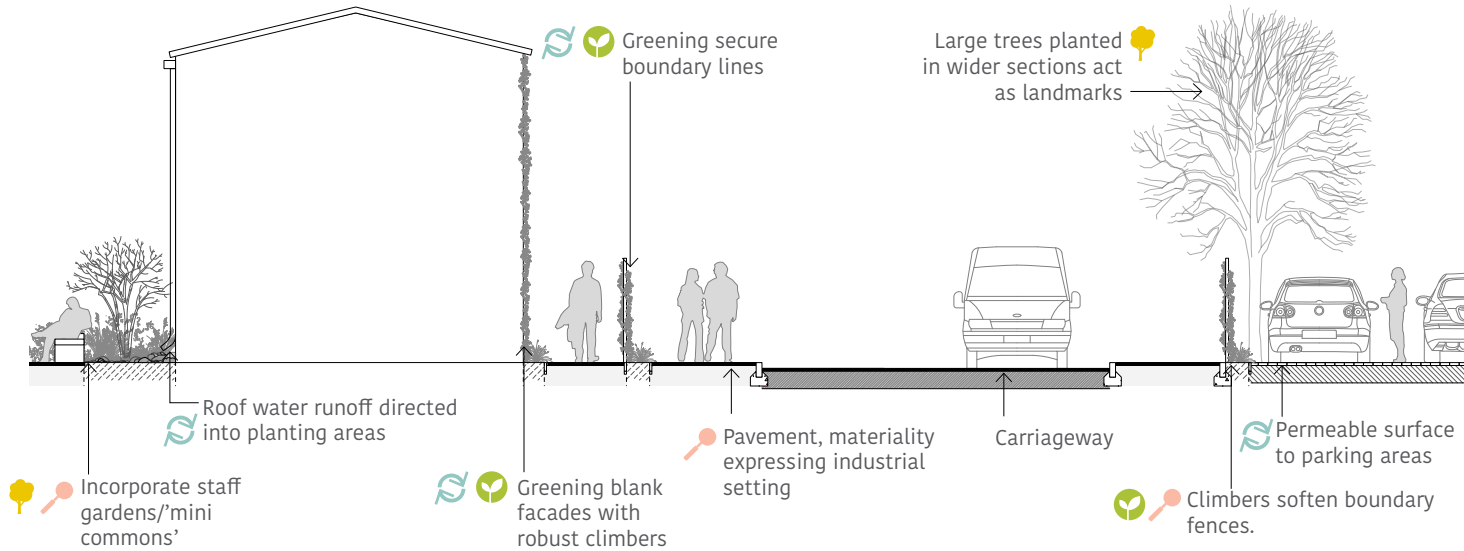 Greening secure
boundary lines
Large trees planted
in wider sections act
as landmarks
Roof water runoff directed
into planting areas
Pavement, materiality
expressing industrial
setting
Carriageway
Permeable surface
to parking areas
Incorporate staff
gardens/’mini
commons’
Greening blank
facades with
robust climbers
Climbers soften boundary
fences.